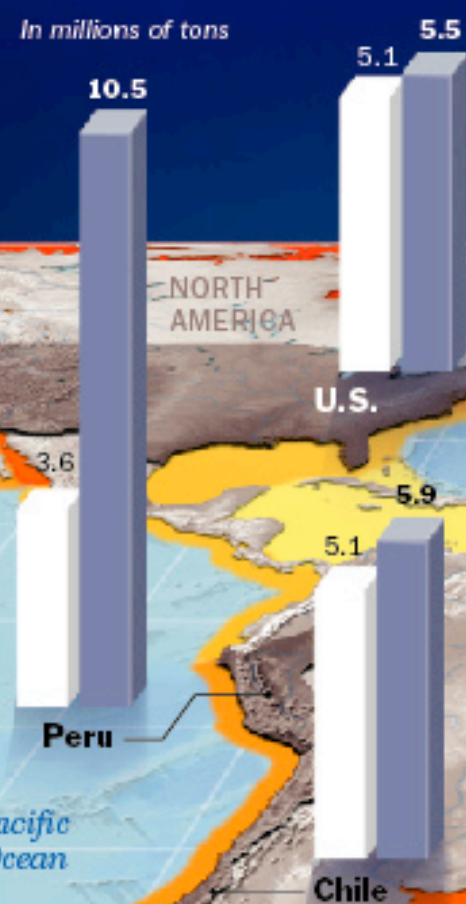 In millions of tons
5.5
5.1
10.5
NORTH
AMERICA
U.S.
3.6
5.9
5.1
Peru
acific
cean
Chile